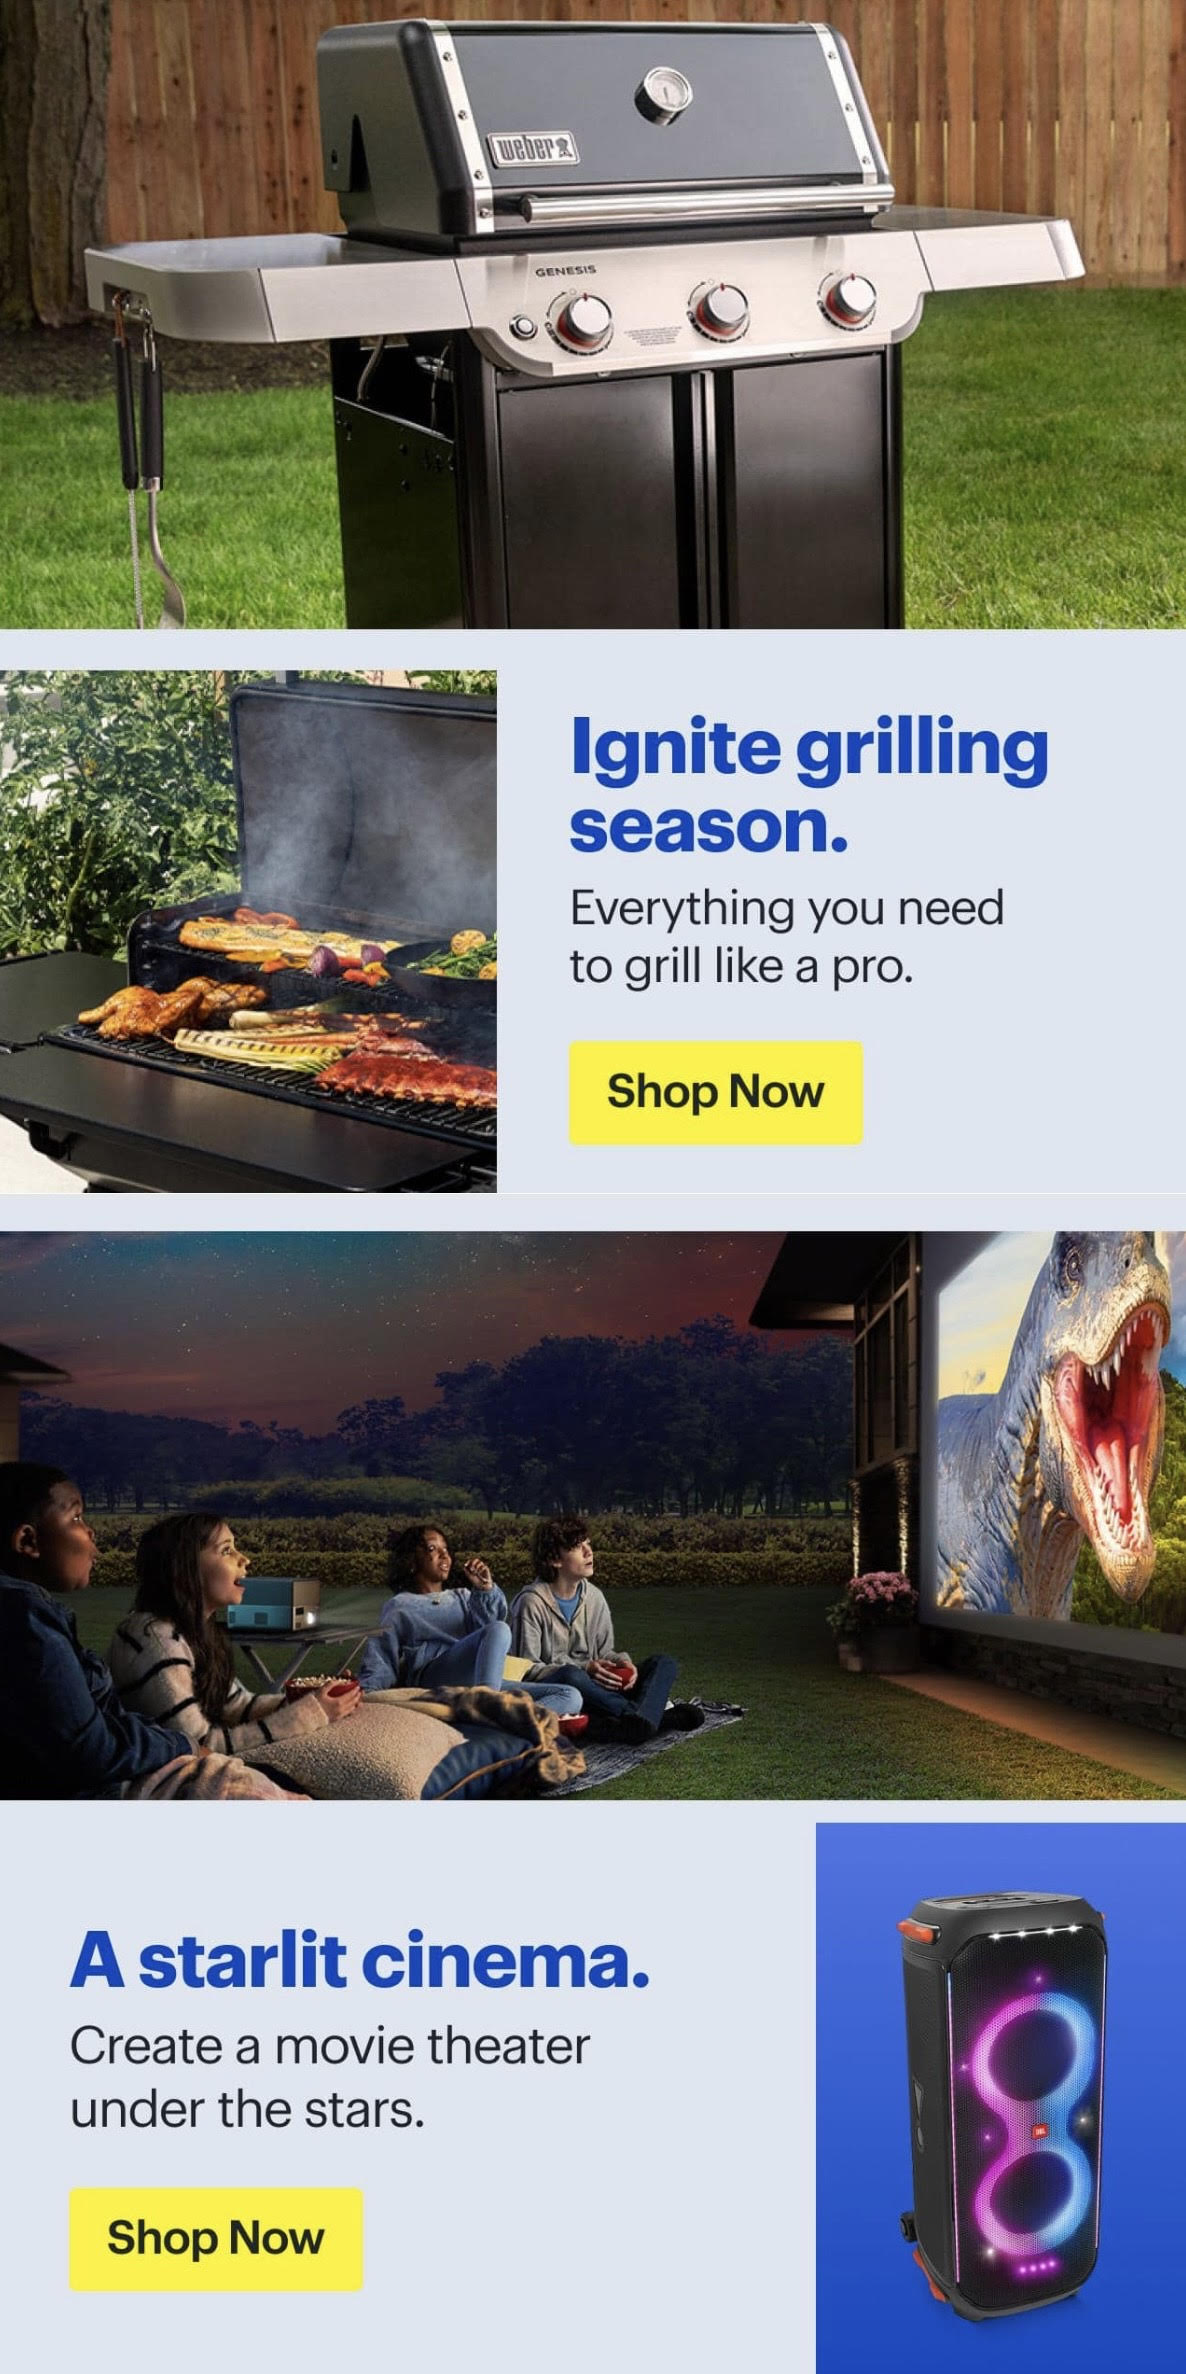 weber
GENESIS
Ignite grilling
season.
Everything you need
to grill like a pro.
Shop Now
A starlit cinema.
Create a movie theater
under the stars.
Shop Now
JBL